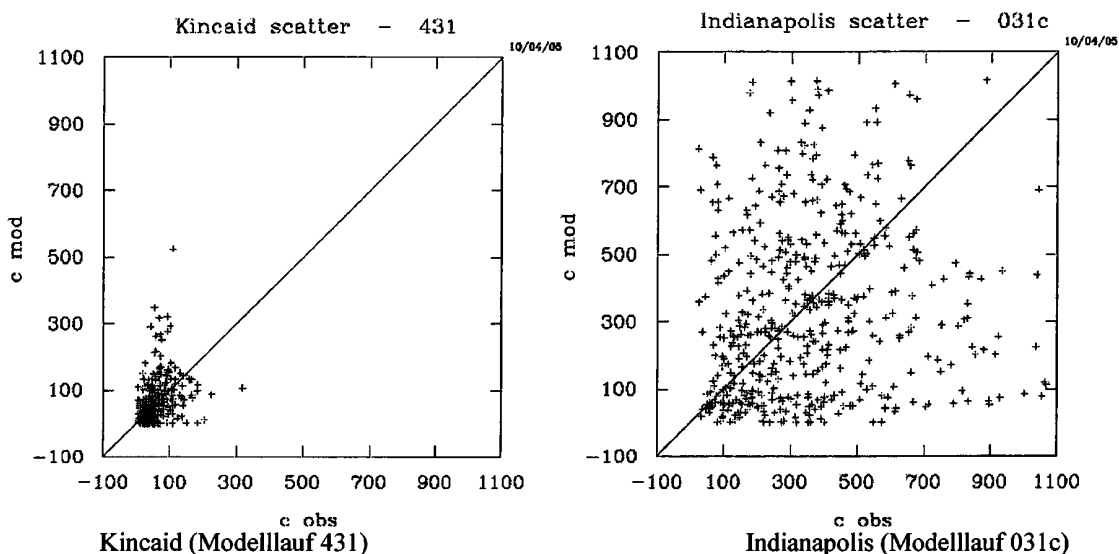 Kincaid scatter - 431
10/04/05
1100
900
700
500
300
100
-100
c mod
-100 100 300 500 700 900 1100
c obs
Kincaid (Modelllauf 431)
Indianapolis scatter - 031c
10/04/05
1100
900
700
500
300
100
-100
c mod
-100 100 300 500 700 900 1100
c obs
Indianapolis (Modelllauf 031c)